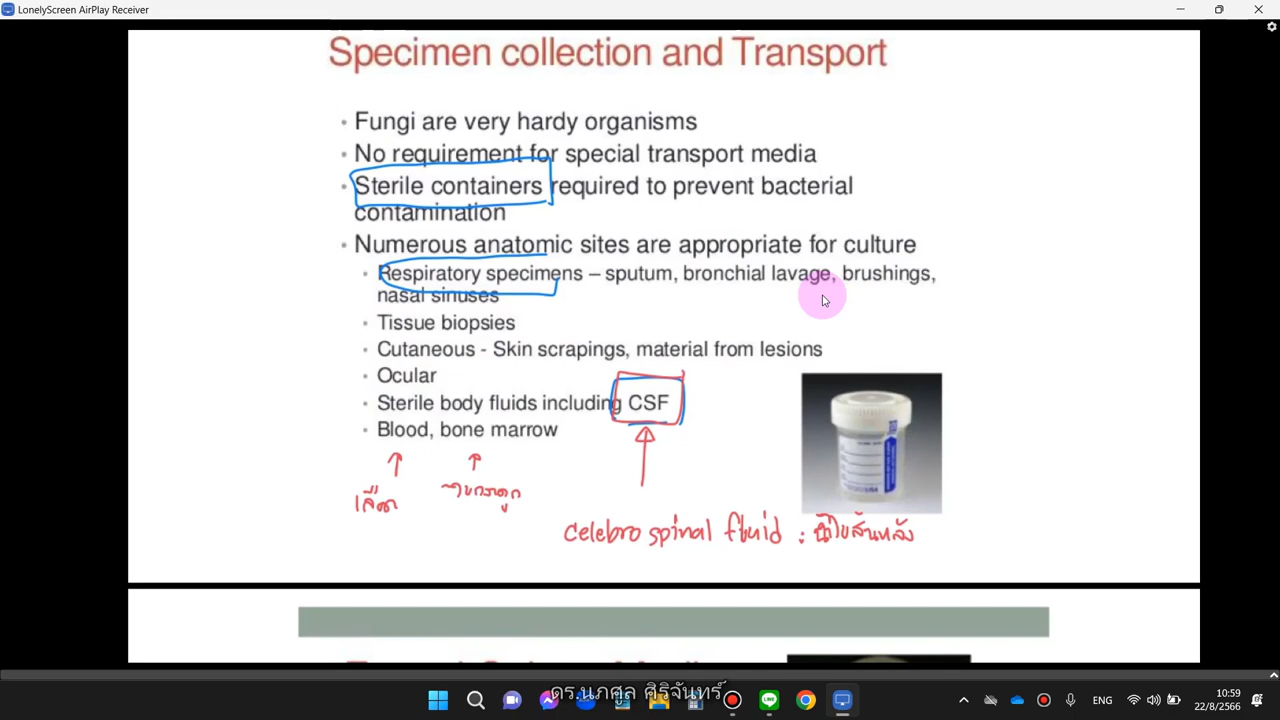 LonelyScreen AirPlay Receiver
Specimen collection and Transport
• Fungi are very hardy organisms
• No requirement for special transport media
• Sterile containers required to prevent bacterial
contamination
• Numerous anatomic sites are appropriate for culture
• Respiratory specimens – sputum, bronchial lavage, brushings,
nasal sinuses
• Tissue biopsies
• Cutaneous - Skin scrapings, material from lesions
• Ocular
• Sterile body fluids including CSF
• Blood, bone marrow
เลือด ไขกระดูก
celebro spinal fluid : น้ำไขสันหลัง
ดร.นภศูล ศิริจันทร์
ENG
10:59
22/8/2566